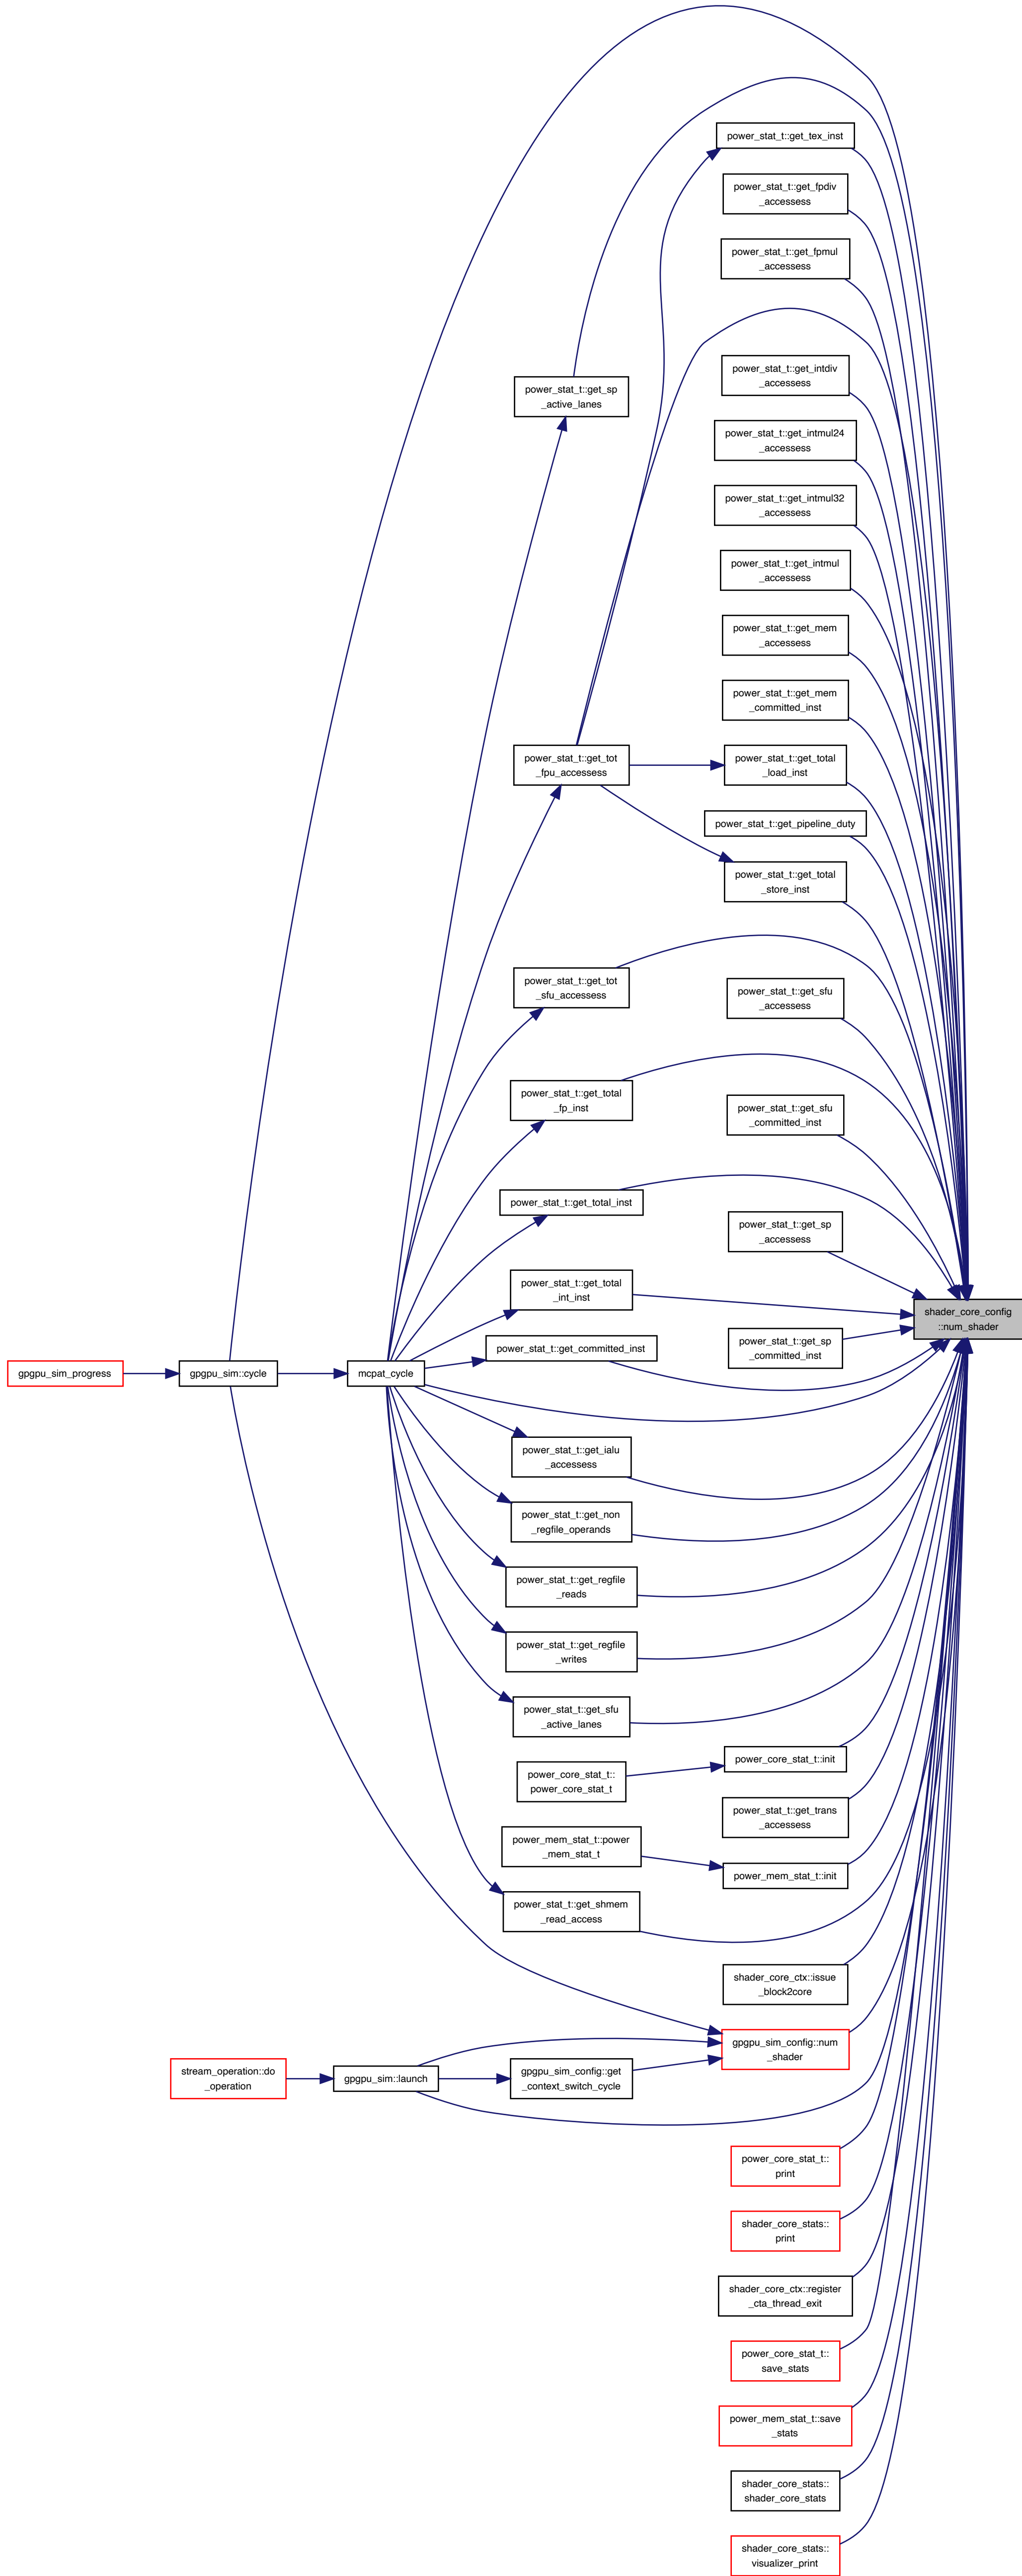 power_stat_t::get_tex_inst
power_stat_t::get_fpdiv
_accessess
power_stat_t::get_fpmul
_accessess
power_stat_t::get_intdiv
_accessess
power_stat_t::get_sp
_active_lanes
power_stat_t::get_intmul24
_accessess
power_stat_t::get_intmul32
_accessess
power_stat_t::get_intmul
_accessess
power_stat_t::get_mem
_accessess
power_stat_t::get_mem
_committed_inst
power_stat_t::get_tot
_fpu_accessess
power_stat_t::get_total
_load_inst
power_stat_t::get_pipeline_duty
power_stat_t::get_total
_store_inst
power_stat_t::get_tot
_sfu_accessess
power_stat_t::get_sfu
_accessess
power_stat_t::get_total
_fp_inst
power_stat_t::get_sfu
_committed_inst
power_stat_t::get_total_inst
power_stat_t::get_sp
_accessess
power_stat_t::get_total
_int_inst
shader_core_config
::num_shader
power_stat_t::get_committed_inst
power_stat_t::get_sp
_committed_inst
gpgpu_sim_progress
gpgpu_sim::cycle
mcpat_cycle
power_stat_t::get_ialu
_accessess
power_stat_t::get_non
_regfile_operands
power_stat_t::get_regfile
_reads
power_stat_t::get_regfile
_writes
power_stat_t::get_sfu
_active_lanes
power_core_stat_t::init
power_core_stat_t::
power_core_stat_t
power_stat_t::get_trans
_accessess
power_mem_stat_t::power
_mem_stat_t
power_mem_stat_t::init
power_stat_t::get_shmem
_read_access
shader_core_ctx::issue
_block2core
gpgpu_sim_config::num
_shader
stream_operation::do
_operation
gpgpu_sim::launch
gpgpu_sim_config::get
_context_switch_cycle
power_core_stat_t::
print
shader_core_stats::
print
shader_core_ctx::register
_cta_thread_exit
power_core_stat_t::
save_stats
power_mem_stat_t::save
_stats
shader_core_stats::
shader_core_stats
shader_core_stats::
visualizer_print